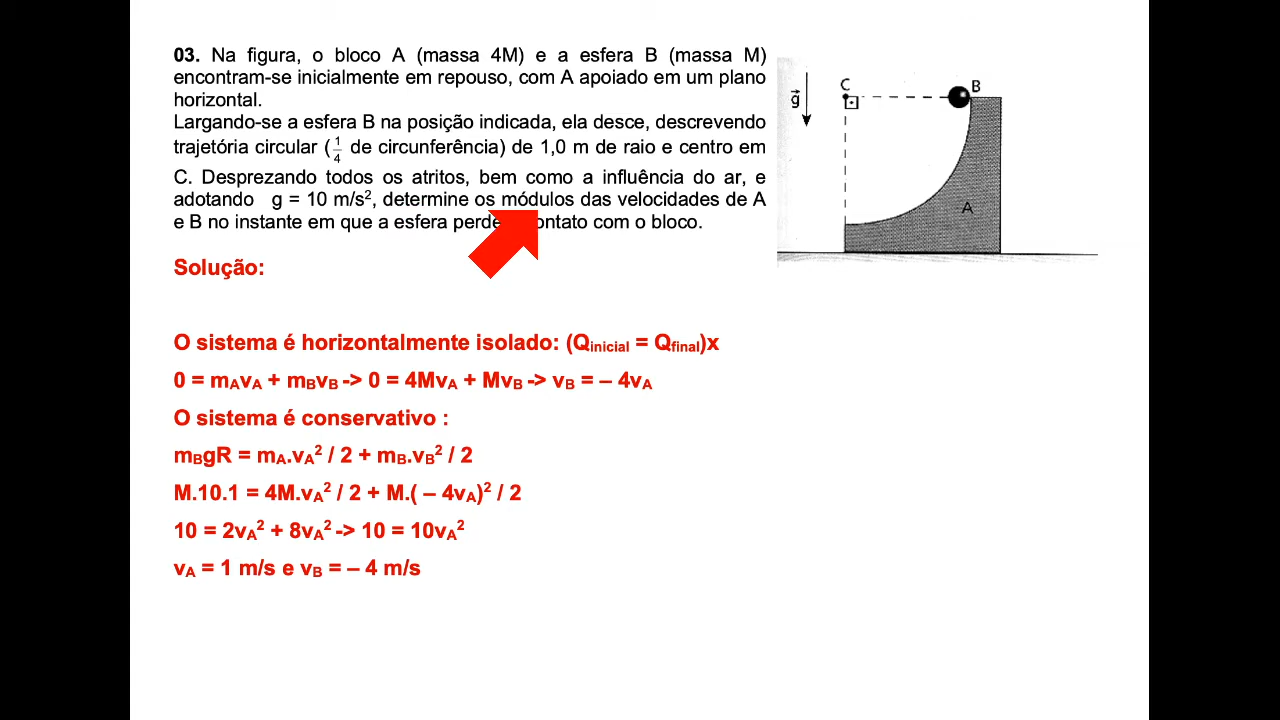 03. Na figura, o bloco A (massa 4M) e a esfera B (massa M)
encontram-se inicialmente em repouso, com A apoiado em um plano
horizontal.
Largando-se a esfera B na posição indicada, ela desce, descrevendo
trajetória circular (1/4 de circunferência) de 1,0 m de raio e centro em
C. Desprezando todos os atritos, bem como a influência do ar, e
adotando g = 10 m/s², determine os módulos das velocidades de A
e B no instante em que a esfera perde contato com o bloco.
C
B
g
A
Solução:
O sistema é horizontalmente isolado: (Qinicial = Qfinal)x
0 = mAvA + mBvB -> 0 = 4MvA + MvB -> vB = – 4vA
O sistema é conservativo :
mBgR = mA.vA² / 2 + mB.vB² / 2
M.10.1 = 4M.vA² / 2 + M.( – 4vA)² / 2
10 = 2vA² + 8vA² -> 10 = 10vA²
vA = 1 m/s e vB = – 4 m/s